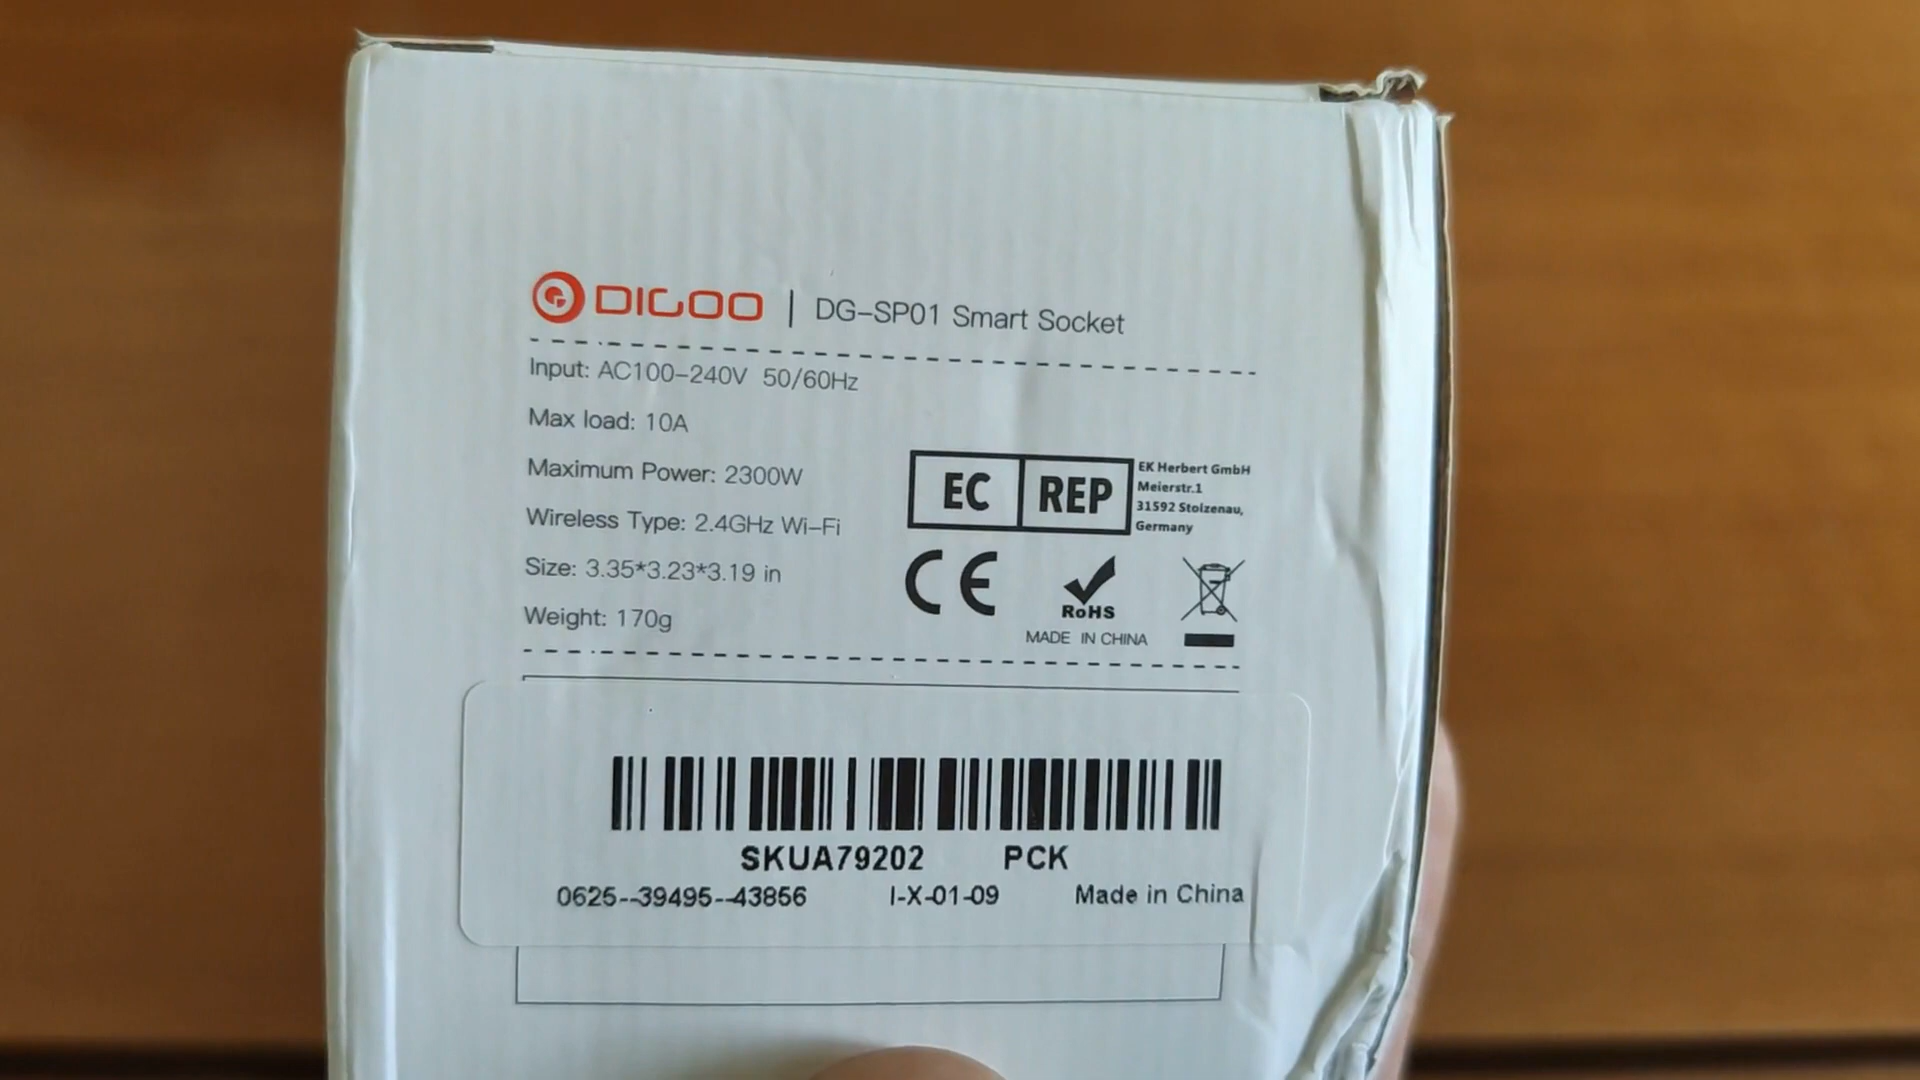 DIGOO | DG-SP01 Smart Socket
Input: AC100-240V 50/60Hz
Max load: 10A
Maximum Power: 2300W
Wireless Type: 2.4GHz Wi-Fi
Size: 3.35*3.23*3.19 in
Weight: 170g
EC REP
EK Herbert GmbH
Meierstr.1
31592 Stolzenau,
Germany
CE
RoHS
MADE IN CHINA
SKUA79202 PCK
0625--39495--43856 I-X-01-09 Made in China